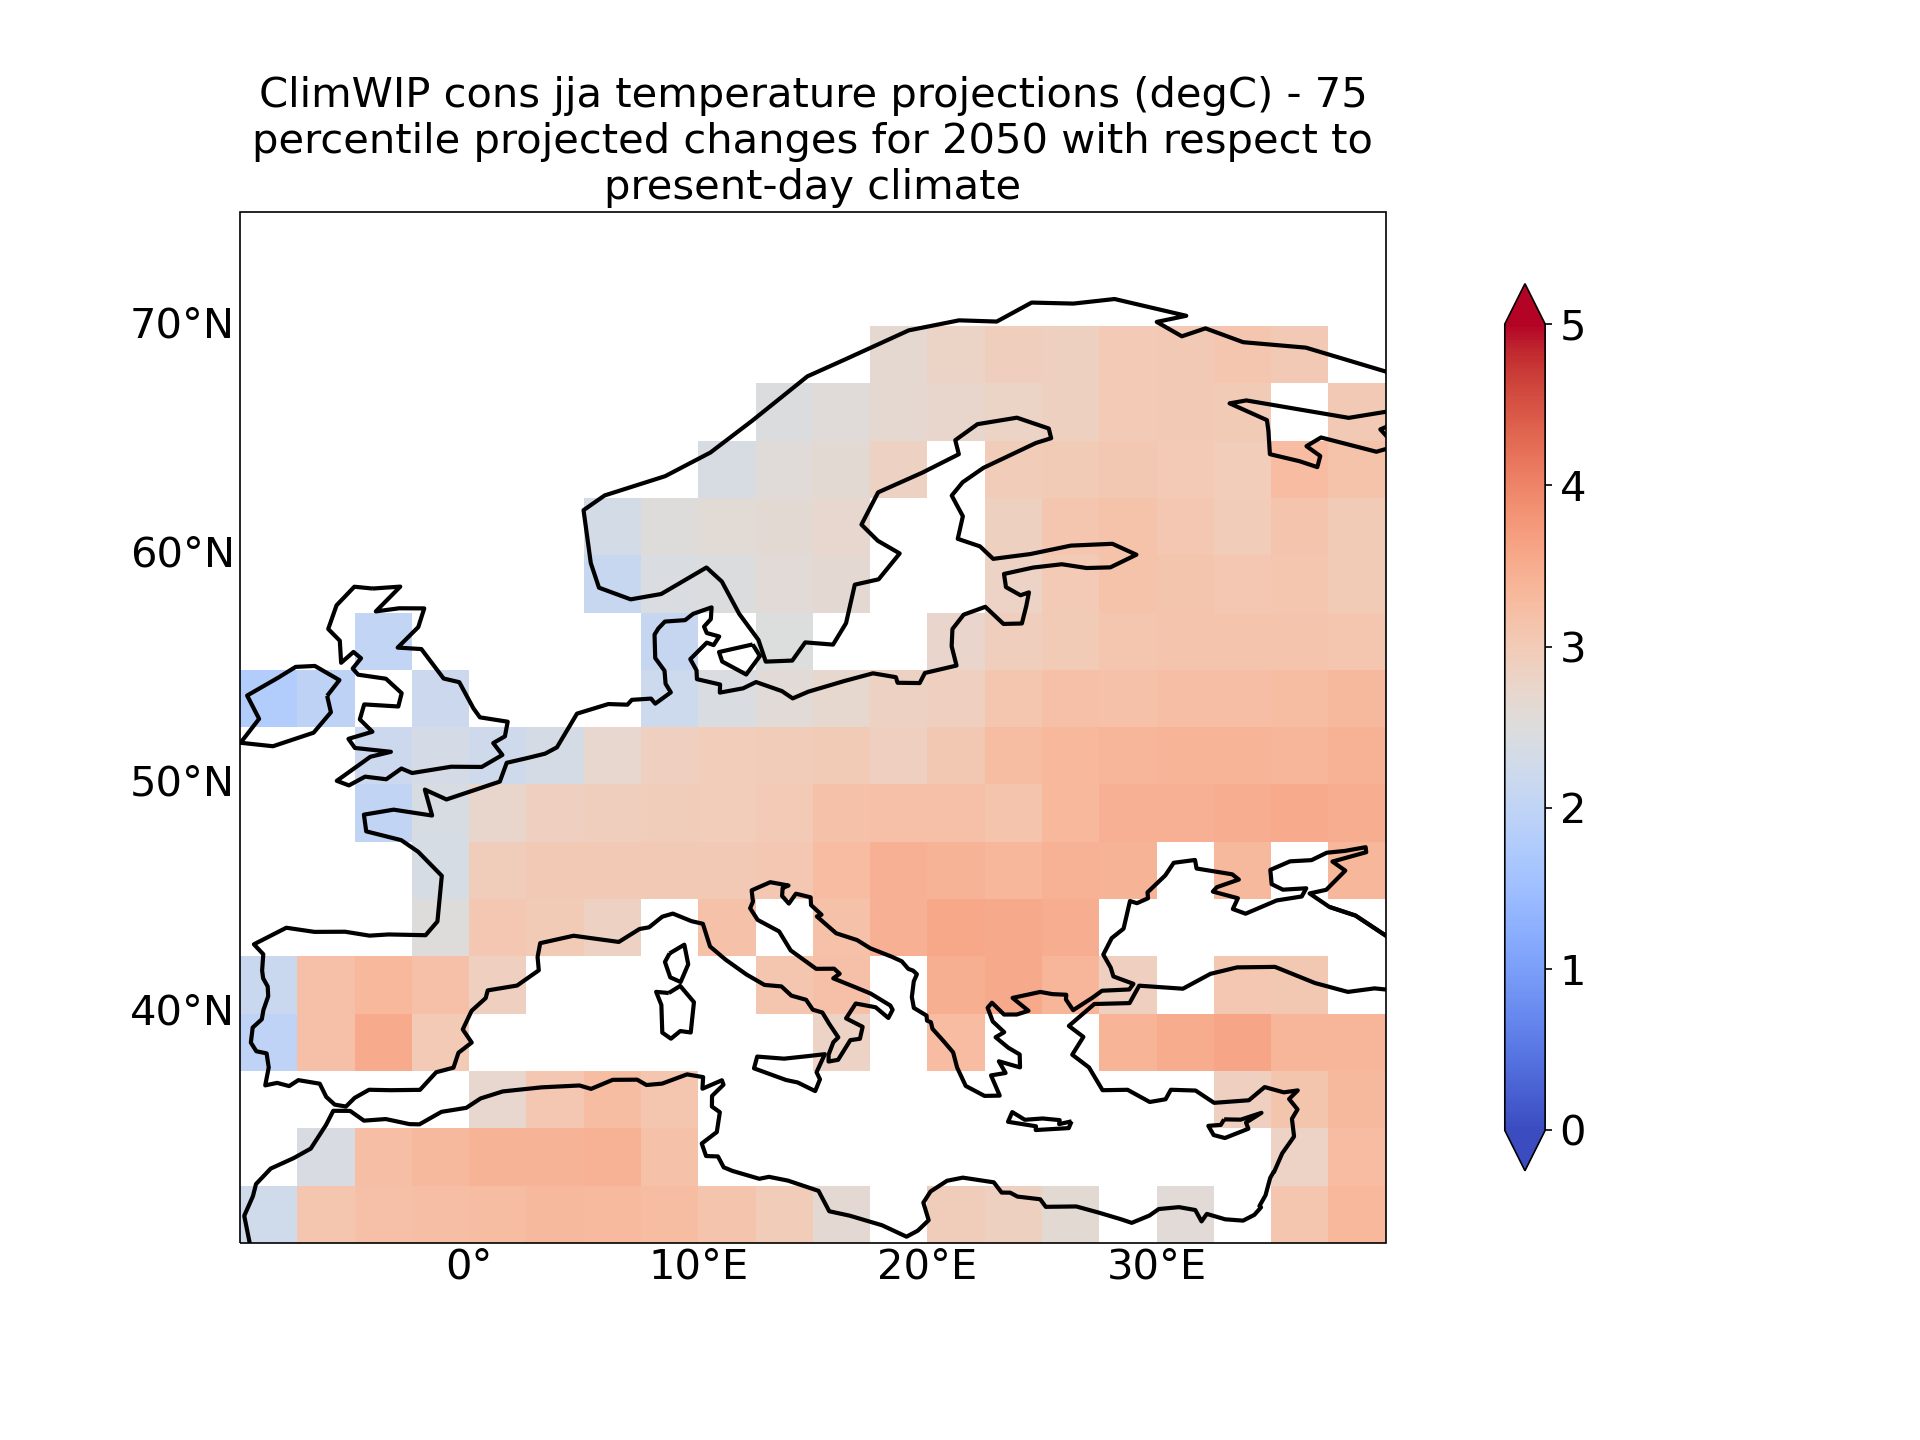 ClimWIP cons jja temperature projections (degC) - 75
percentile projected changes for 2050 with respect to
present-day climate
70°N
60°N
50°N
40°N
0°
10°E
20°E
30°E
5
4
3
2
1
0